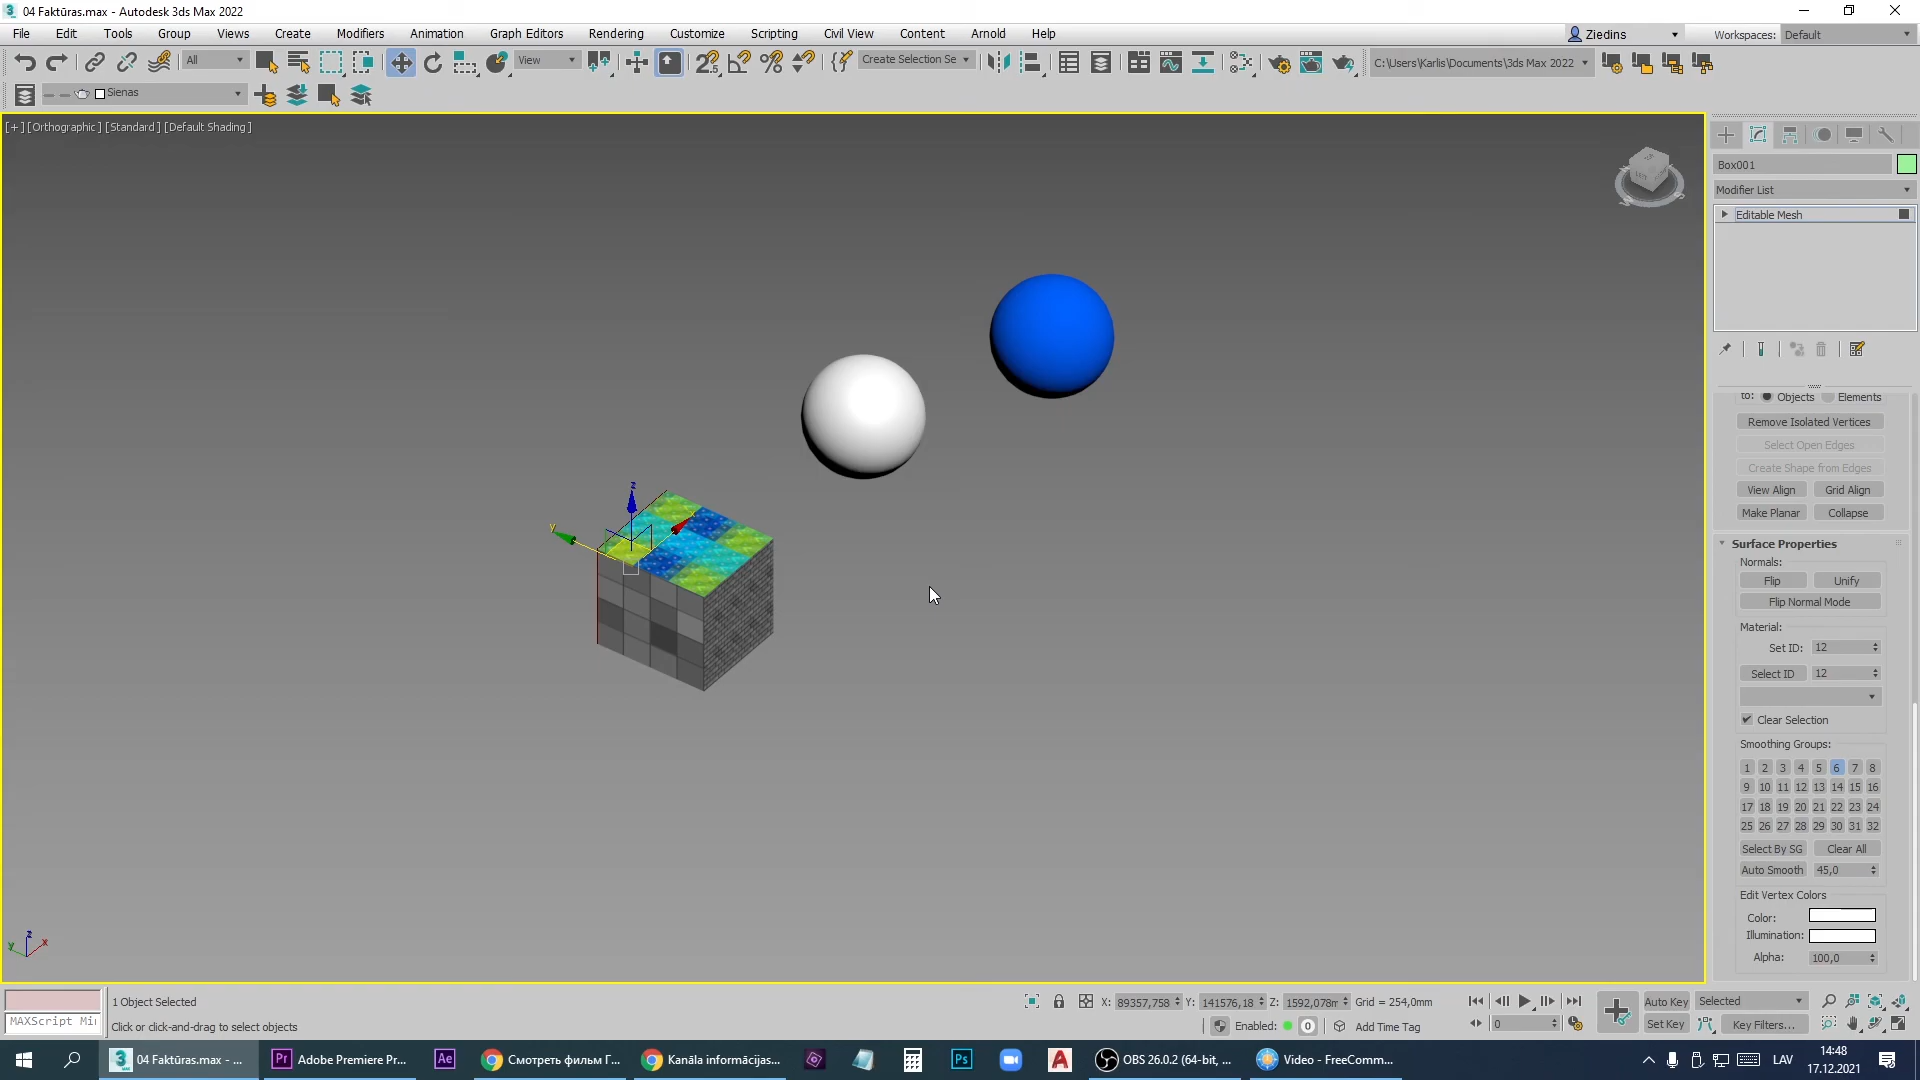 04 Faktūras.max - Autodesk 3ds Max 2022
File Edit Tools Group Views Create Modifiers Animation Graph Editors Rendering Customize Scripting Civil View Content Arnold Help Ziedins Workspaces: Default
All View Create Selection Se C:\Users\Karlis\Documents\3ds Max 2022
Sienas
[+] [Orthographic] [Standard] [Default Shading]
Box001
Modifier List
Editable Mesh
to: Objects Elements
Remove Isolated Vertices
Select Open Edges
Create Shape from Edges
View Align Grid Align
Make Planar Collapse
Surface Properties
Normals:
Flip Unify
Flip Normal Mode
Material:
Set ID: 12
Select ID 12
Clear Selection
Smoothing Groups:
1 2 3 4 5 6 7 8
9 10 11 12 13 14 15 16
17 18 19 20 21 22 23 24
25 26 27 28 29 30 31 32
Select By SG Clear All
Auto Smooth 45,0
Edit Vertex Colors
Color:
Illumination:
Alpha: 100,0
z
y
x
z
y
x
1 Object Selected
X: 89357,758 Y: 141576,18 Z: 1592,078m Grid = 254,0mm
Auto Key Selected
MAXScript Mi
Click or click-and-drag to select objects
Enabled: 0 Add Time Tag
0
Set Key Key Filters...
04 Faktūras.max - ... Adobe Premiere Pr... Смотреть фильм Г... Kanāla informācijas... OBS 26.0.2 (64-bit, ... Video - FreeComm...
LAV
14:48
17.12.2021